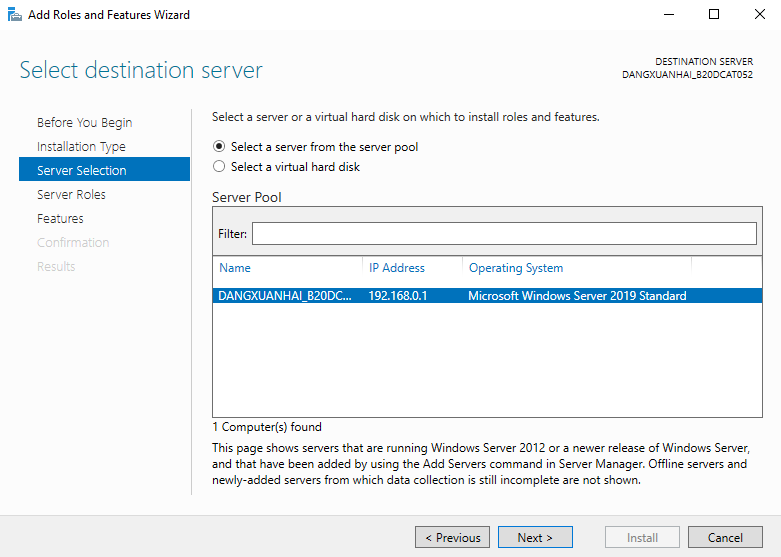 Add Roles and Features Wizard
Select destination server
DESTINATION SERVER
DANGXUANHAI_B20DCAT052
Before You Begin
Installation Type
Server Selection
Server Roles
Features
Confirmation
Results
Select a server or a virtual hard disk on which to install roles and features.
Select a server from the server pool
Select a virtual hard disk
Server Pool
Filter:
Name IP Address Operating System
DANGXUANHAI_B20DC... 192.168.0.1 Microsoft Windows Server 2019 Standard
1 Computer(s) found
This page shows servers that are running Windows Server 2012 or a newer release of Windows Server,
and that have been added by using the Add Servers command in Server Manager. Offline servers and
newly-added servers from which data collection is still incomplete are not shown.
< Previous Next > Install Cancel